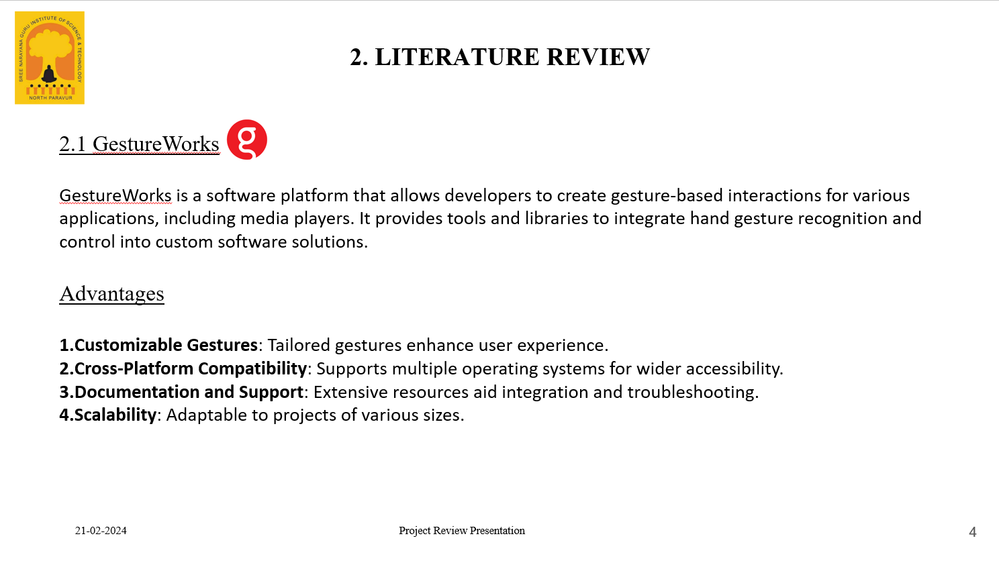 SREE NARAYANA GURU INSTITUTE OF SCIENCE & TECHNOLOGY
NORTH PARAVUR
2. LITERATURE REVIEW
2.1 GestureWorks
g
GestureWorks is a software platform that allows developers to create gesture-based interactions for various
applications, including media players. It provides tools and libraries to integrate hand gesture recognition and
control into custom software solutions.
Advantages
1.Customizable Gestures: Tailored gestures enhance user experience.
2.Cross-Platform Compatibility: Supports multiple operating systems for wider accessibility.
3.Documentation and Support: Extensive resources aid integration and troubleshooting.
4.Scalability: Adaptable to projects of various sizes.
21-02-2024
Project Review Presentation
4